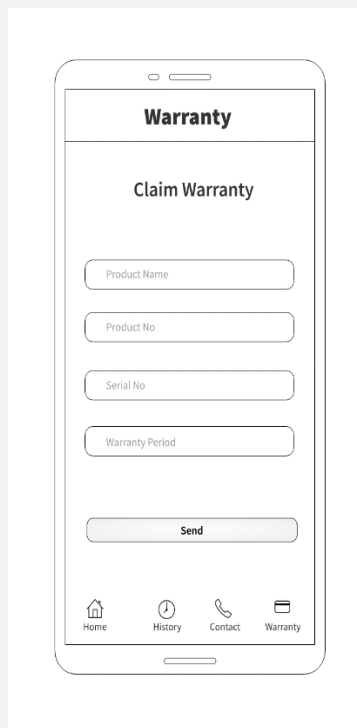 Warranty
Claim Warranty
Product Name
Product No
Serial No
Warranty Period
Send
Home History Contact Warranty